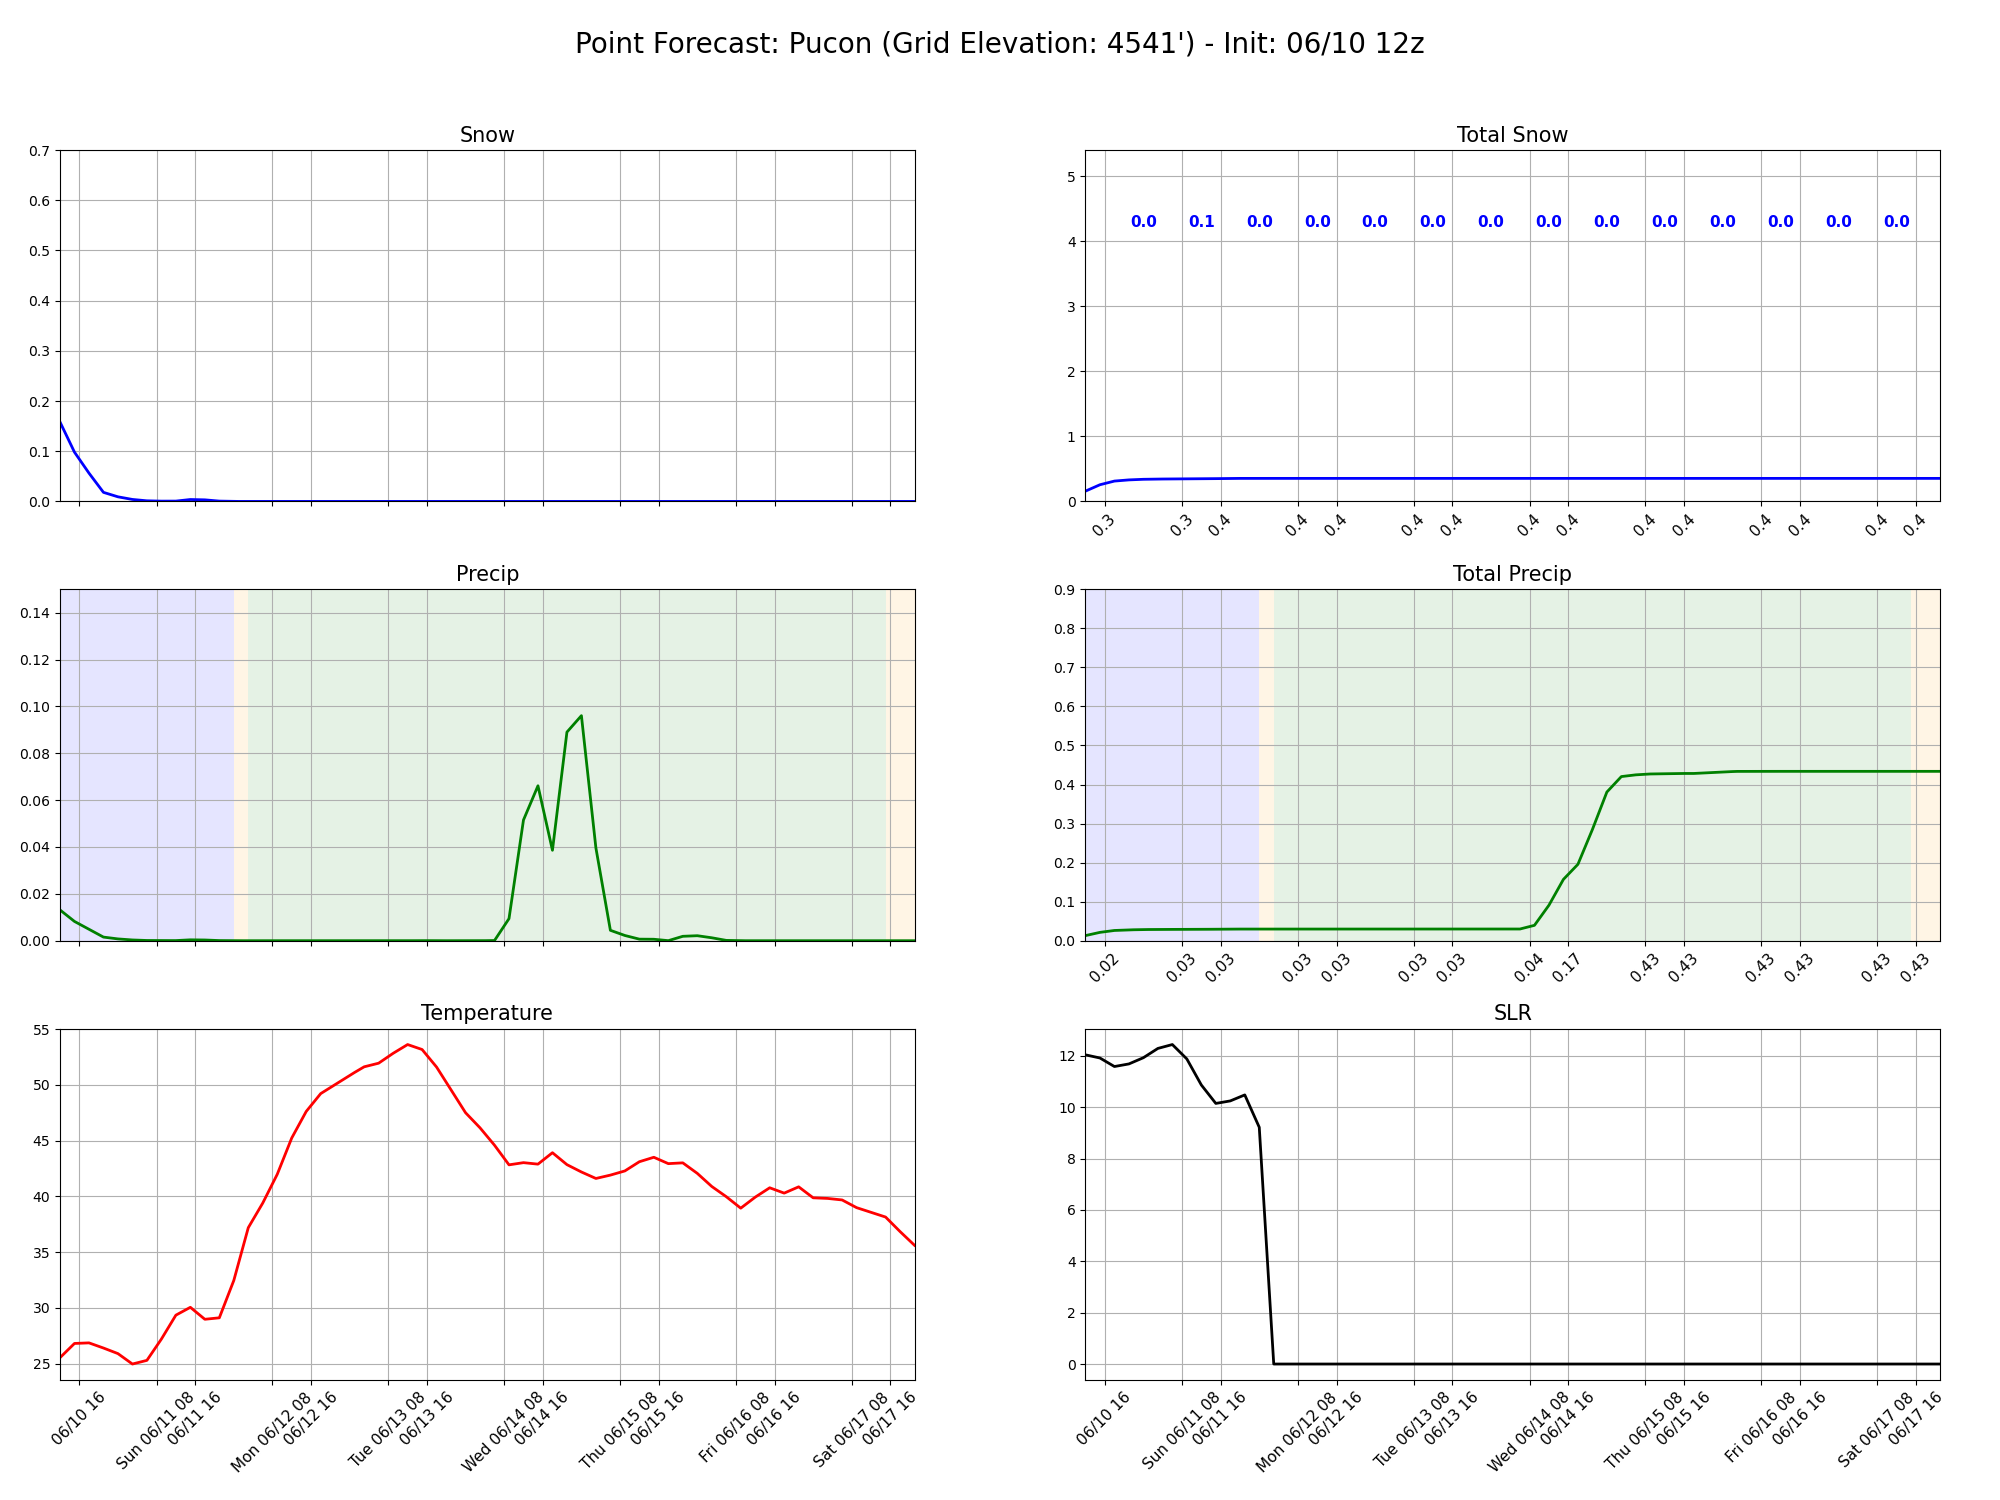 Point Forecast: Pucon (Grid Elevation: 4541') - Init: 06/10 12z
Snow
0.7
0.6
0.5
0.4
0.3
0.2
0.1
0.0
Total Snow
5
4
3
2
1
0
0.0 0.1 0.0 0.0 0.0 0.0 0.0 0.0 0.0 0.0 0.0 0.0 0.0 0.0
0.3 0.3 0.4 0.4 0.4 0.4 0.4 0.4 0.4 0.4 0.4 0.4 0.4 0.4 0.4
Precip
0.14
0.12
0.10
0.08
0.06
0.04
0.02
0.00
Total Precip
0.9
0.8
0.7
0.6
0.5
0.4
0.3
0.2
0.1
0.0
0.02 0.03 0.03 0.03 0.03 0.03 0.03 0.04 0.17 0.43 0.43 0.43 0.43 0.43 0.43
Temperature
55
50
45
40
35
30
25
06/10 16
Sun 06/11 08
06/11 16
Mon 06/12 08
06/12 16
Tue 06/13 08
06/13 16
Wed 06/14 08
06/14 16
Thu 06/15 08
06/15 16
Fri 06/16 08
06/16 16
Sat 06/17 08
06/17 16
SLR
12
10
8
6
4
2
0
06/10 16
Sun 06/11 08
06/11 16
Mon 06/12 08
06/12 16
Tue 06/13 08
06/13 16
Wed 06/14 08
06/14 16
Thu 06/15 08
06/15 16
Fri 06/16 08
06/16 16
Sat 06/17 08
06/17 16